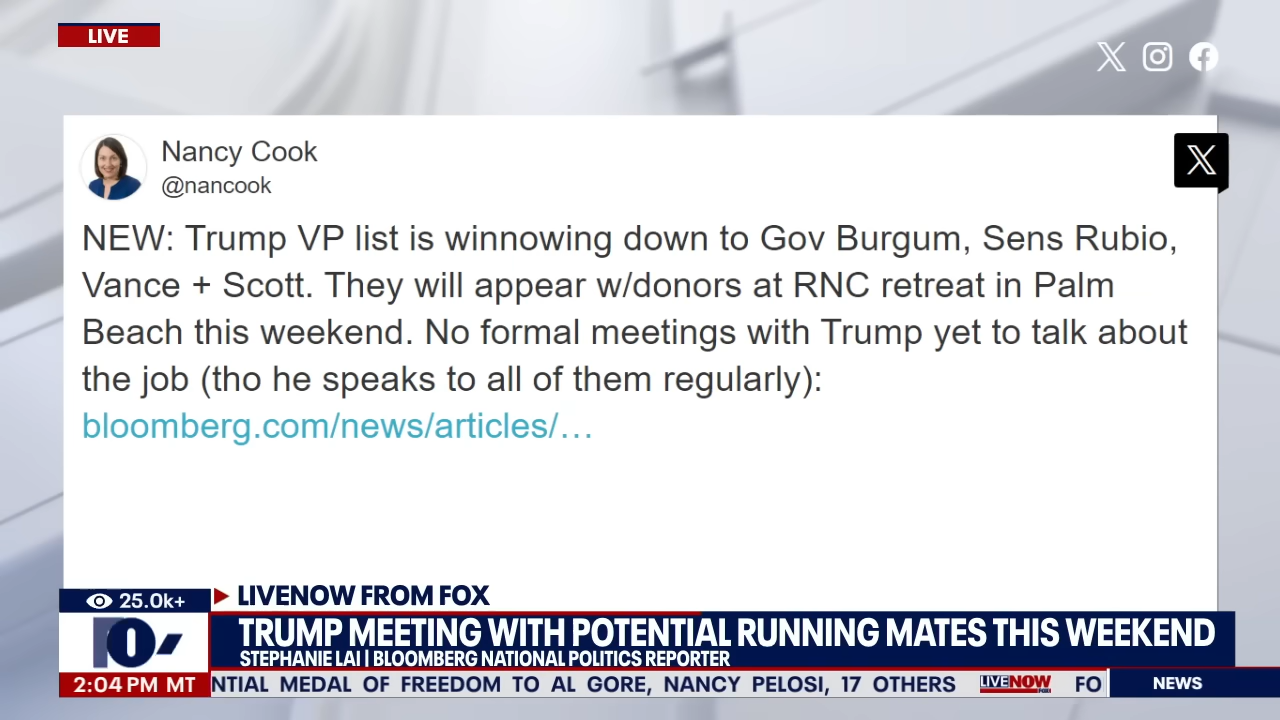 LIVE
Nancy Cook
@nancook
NEW: Trump VP list is winnowing down to Gov Burgum, Sens Rubio,
Vance + Scott. They will appear w/donors at RNC retreat in Palm
Beach this weekend. No formal meetings with Trump yet to talk about
the job (tho he speaks to all of them regularly):
bloomberg.com/news/articles/…
25.0k+
LIVENOW FROM FOX
TRUMP MEETING WITH POTENTIAL RUNNING MATES THIS WEEKEND
STEPHANIE LAI | BLOOMBERG NATIONAL POLITICS REPORTER
2:04 PM MT
NTIAL MEDAL OF FREEDOM TO AL GORE, NANCY PELOSI, 17 OTHERS LIVENOW FOX FO
NEWS